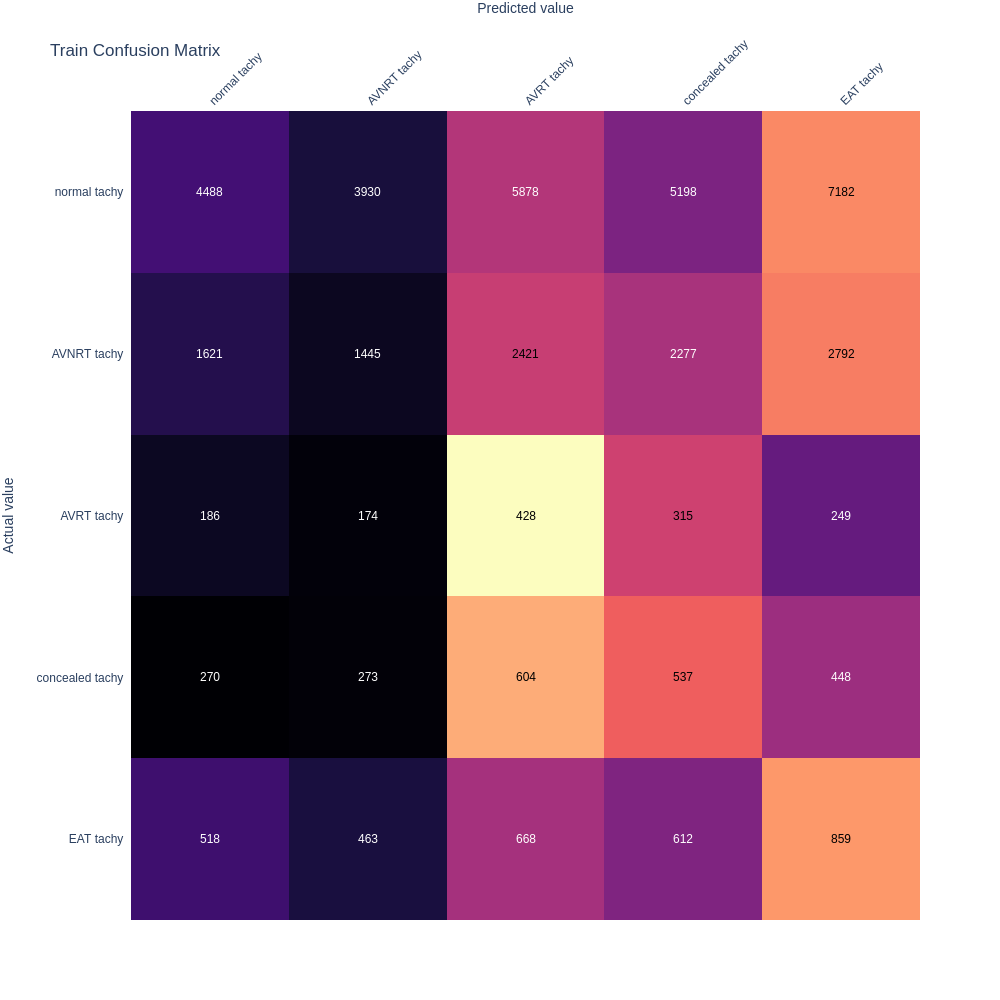 Predicted value
Train Confusion Matrix
normal tachy
AVNRT tachy
AVRT tachy
concealed tachy
EAT tachy
Actual value
normal tachy 4488 3930 5878 5198 7182
AVNRT tachy 1621 1445 2421 2277 2792
AVRT tachy 186 174 428 315 249
concealed tachy 270 273 604 537 448
EAT tachy 518 463 668 612 859